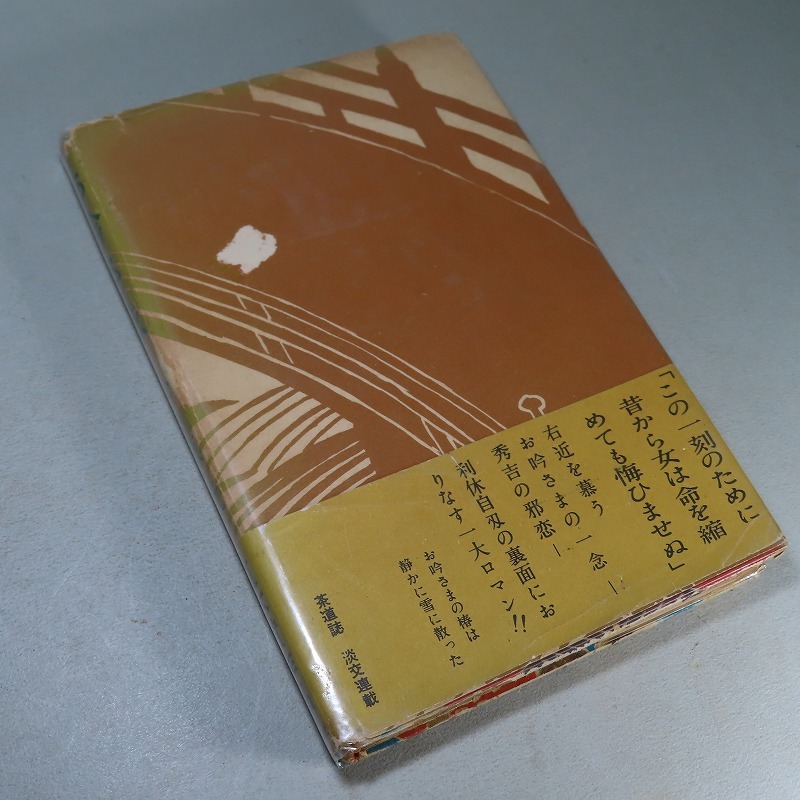 「この一刻のために
昔から女は命を縮
めても悔ひませぬ」
右近を慕う一念—
お吟さまの
秀吉の邪恋—
利休自刃の裏面にお
りなす一大ロマン!!
お吟さまの椿は
静かに雪に散った
茶道誌 淡交連載